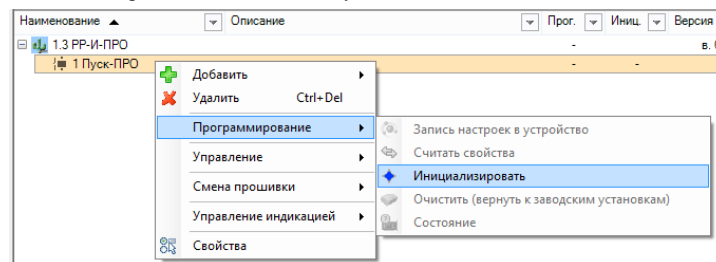 Наименование Описание Прог. Иниц. Версия
1.3 РР-И-ПРО - в.
1 Пуск-ПРО - -
Добавить
Удалить Ctrl+Del
Программирование
Управление
Смена прошивки
Управление индикацией
Свойства
Запись настроек в устройство
Считать свойства
Инициализировать
Очистить (вернуть к заводским установкам)
Состояние